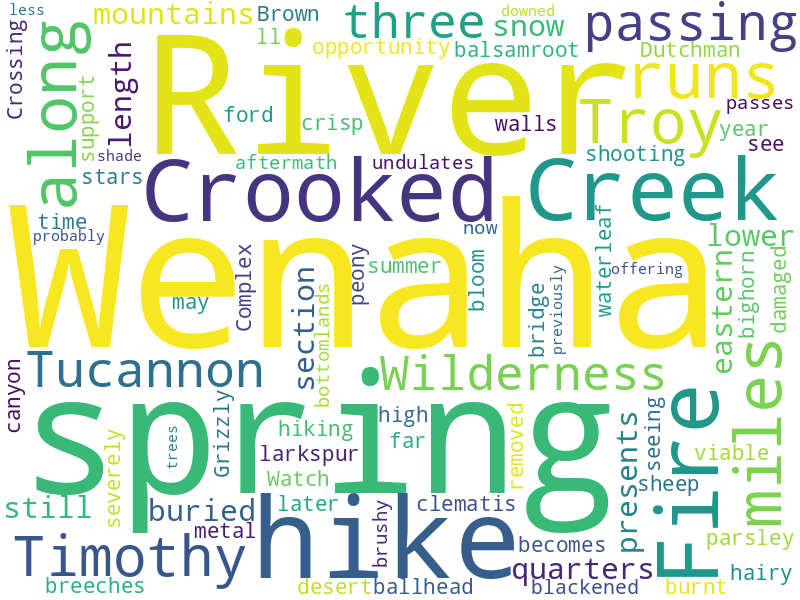 less
downed
mountains
Brown
three
snow
passing
ll
opportunity
balsamroot
Dutchman
Crossing
along
support
length
River
runs
ford
crisp
walls
Troy
passes
year
see
shade
stars
aftermath
undulates
shooting
Crooked
Creek
time
probably
Wenaha
now
waterleaf
lower
Complex
peony
summer
bloom
offering
may
bridge
previously
eastern
bighorn
damaged
section
bottomlands
Tucannon
Wilderness
canyon
spring
Grizzly
high
removed
presents
seeing
Fire
miles
trees
hiking
far
larkspur
viable
severely
Watch
sheep
still
buried
later
clematis
metal
hike
brushy
parsley
Timothy
becomes
quarters
hairy
breeches
desert
ballhead
blackened
burnt